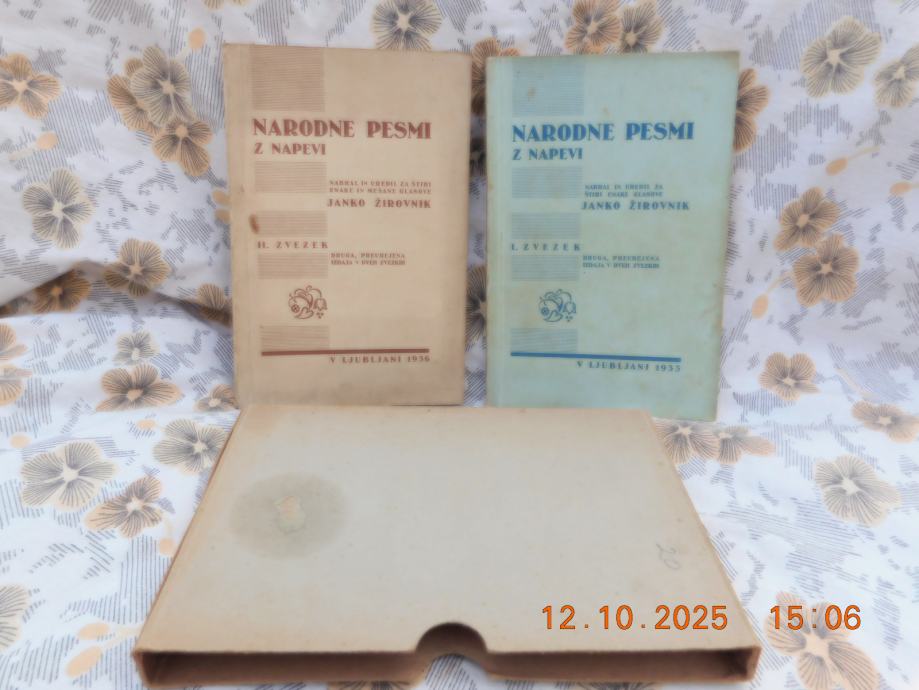 NARODNE PESMI
Z NAPEVI
NABRAL IN UREDIL ZA ŠTIRI
ENAKE IN MEŠANE GLASOVE
JANKO ŽIROVNIK
II. ZVEZEK
DRUGA, PREUREJENA
IZDAJA V DVEH ZVEZKIH
V LJUBLJANI 1936
NARODNE PESMI
Z NAPEVI
NABRAL IN UREDIL ZA
ŠTIRI ENAKE GLASOVE
JANKO ŽIROVNIK
I. ZVEZEK
DRUGA, PREUREJENA
IZDAJA V DVEH ZVEZKIH
V LJUBLJANI 1935
20
12.10.2025 15:06